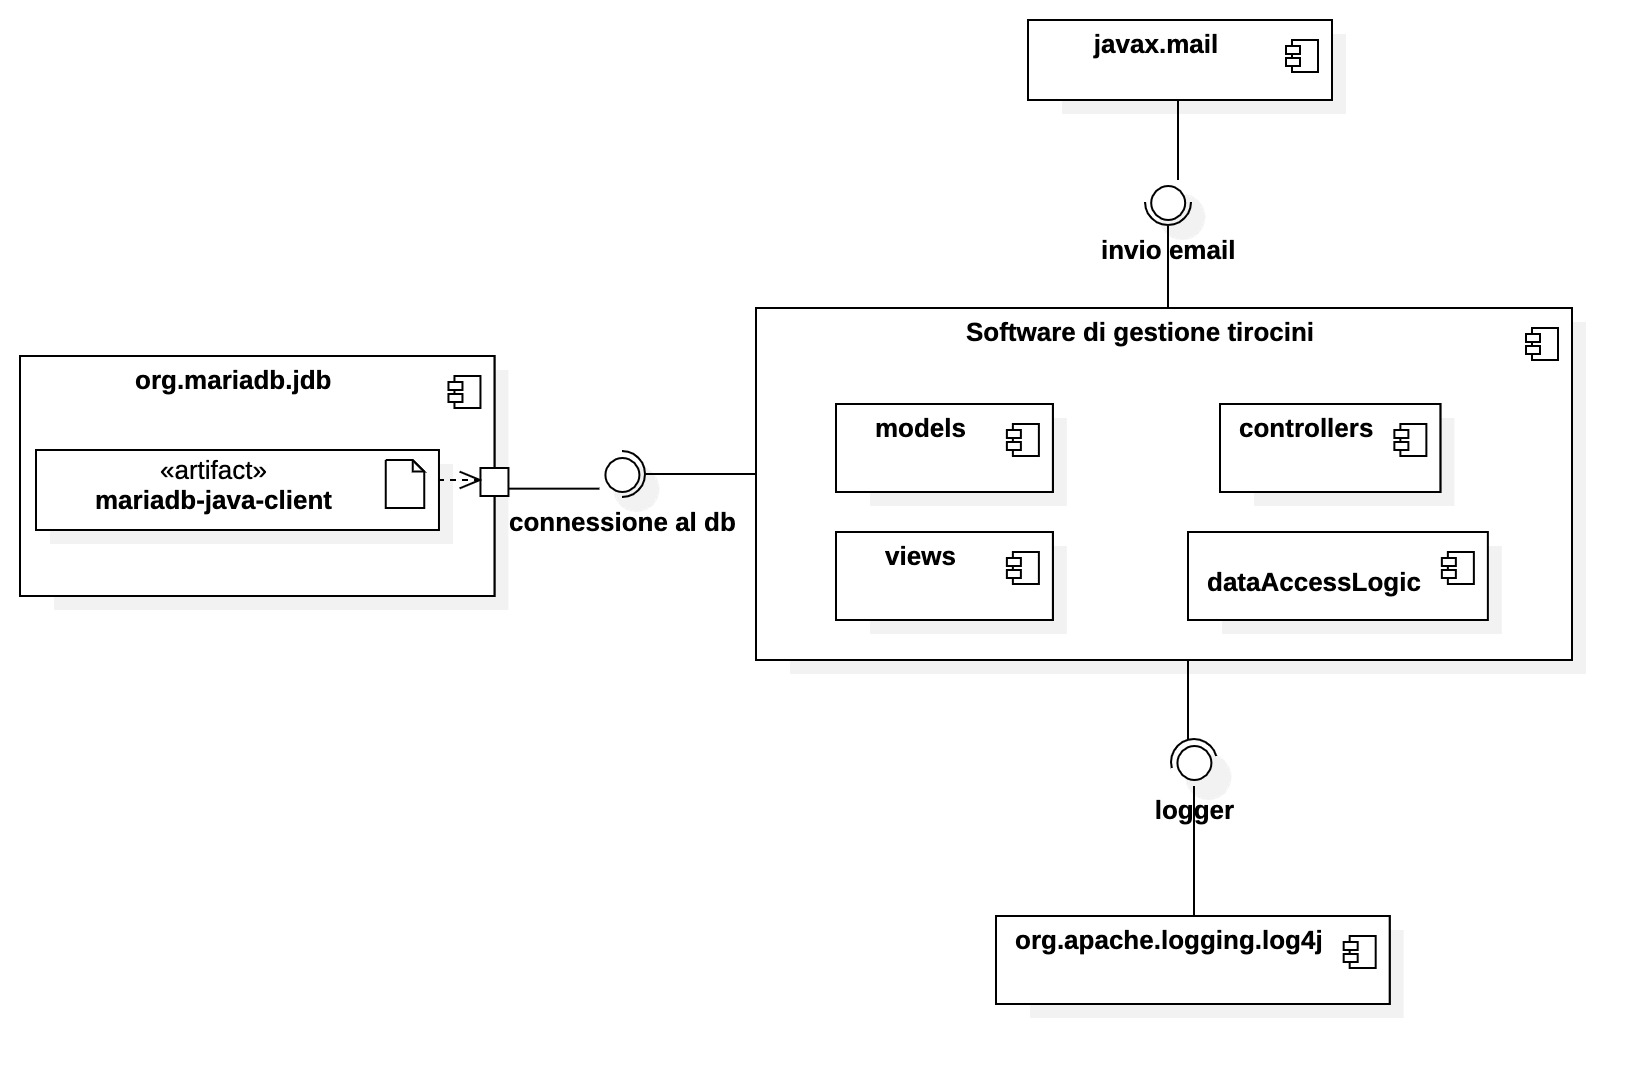 javax.mail
invio email
Software di gestione tirocini
org.mariadb.jdb
«artifact»
mariadb-java-client
connessione al db
models
controllers
views
dataAccessLogic
logger
org.apache.logging.log4j